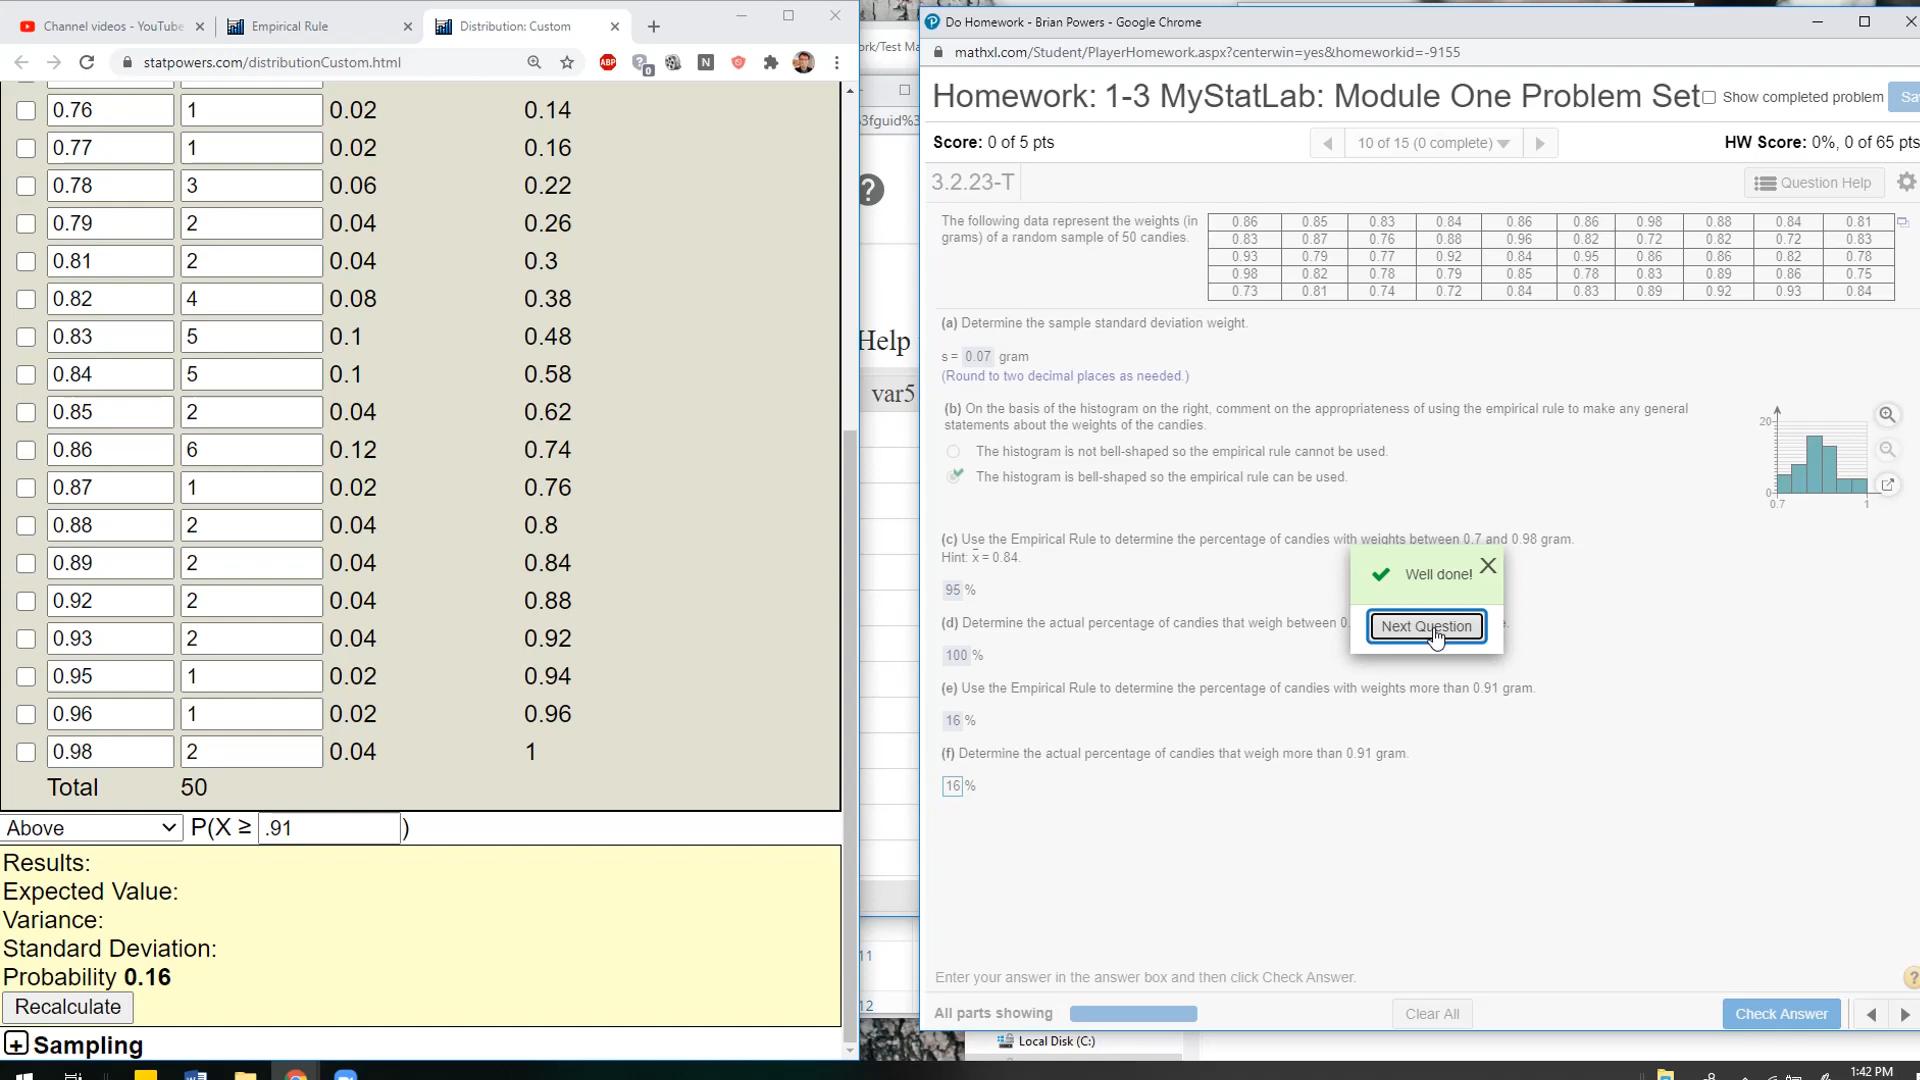 Channel videos - YouTube
Empirical Rule
Distribution: Custom
statpowers.com/distributionCustom.html
ABP
0.76 1 0.02 0.14
0.77 1 0.02 0.16
0.78 3 0.06 0.22
0.79 2 0.04 0.26
0.81 2 0.04 0.3
0.82 4 0.08 0.38
0.83 5 0.1 0.48
0.84 5 0.1 0.58
0.85 2 0.04 0.62
0.86 6 0.12 0.74
0.87 1 0.02 0.76
0.88 2 0.04 0.8
0.89 2 0.04 0.84
0.92 2 0.04 0.88
0.93 2 0.04 0.92
0.95 1 0.02 0.94
0.96 1 0.02 0.96
0.98 2 0.04 1
Total 50
Above P(X ≥ .91 )
Results:
Expected Value:
Variance:
Standard Deviation:
Probability 0.16
Recalculate
Sampling
Help
var5
11
12
Do Homework - Brian Powers - Google Chrome
mathxl.com/Student/PlayerHomework.aspx?centerwin=yes&homeworkid=-9155
Homework: 1-3 MyStatLab: Module One Problem Set
Show completed problem
Score: 0 of 5 pts
10 of 15 (0 complete)
HW Score: 0%, 0 of 65 pts
3.2.23-T
Question Help
The following data represent the weights (in
grams) of a random sample of 50 candies.
0.86 0.85 0.83 0.84 0.86 0.86 0.98 0.88 0.84 0.81
0.83 0.87 0.76 0.88 0.96 0.82 0.72 0.82 0.72 0.83
0.93 0.79 0.77 0.92 0.84 0.95 0.86 0.86 0.82 0.78
0.98 0.82 0.78 0.79 0.85 0.78 0.83 0.89 0.86 0.75
0.73 0.81 0.74 0.72 0.84 0.83 0.89 0.92 0.93 0.84
(a) Determine the sample standard deviation weight.
s = 0.07 gram
(Round to two decimal places as needed.)
(b) On the basis of the histogram on the right, comment on the appropriateness of using the empirical rule to make any general
statements about the weights of the candies.
The histogram is not bell-shaped so the empirical rule cannot be used.
The histogram is bell-shaped so the empirical rule can be used.
20
0
0.7 1
(c) Use the Empirical Rule to determine the percentage of candies with weights between 0.7 and 0.98 gram.
Hint: x̄ = 0.84.
95 %
(d) Determine the actual percentage of candies that weigh between 0.
100 %
(e) Use the Empirical Rule to determine the percentage of candies with weights more than 0.91 gram.
16 %
(f) Determine the actual percentage of candies that weigh more than 0.91 gram.
16 %
Well done!
Next Question
Enter your answer in the answer box and then click Check Answer.
All parts showing
Clear All
Check Answer
Local Disk (C:)
1:42 PM